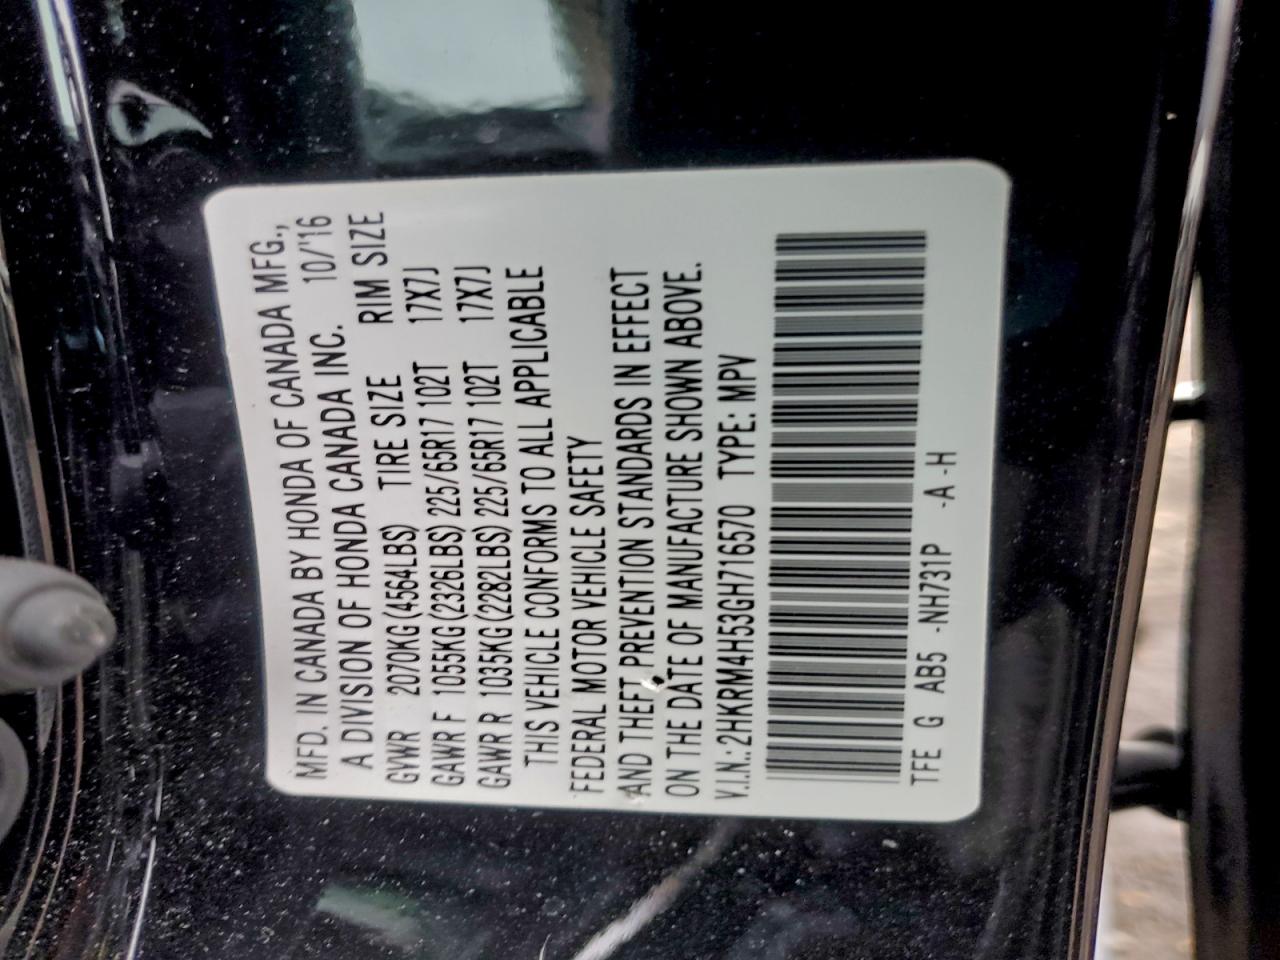 MFD. IN CANADA BY HONDA OF CANADA MFG.,
A DIVISION OF HONDA CANADA INC. 10/'16
GVWR 2070KG(4564LBS) TIRE SIZE RIM SIZE
GAWR F 1055KG(2326LBS) 225/65R17 102T 17X7J
GAWR R 1035KG(2282LBS) 225/65R17 102T 17X7J
THIS VEHICLE CONFORMS TO ALL APPLICABLE
FEDERAL MOTOR VEHICLE SAFETY
AND THEFT PREVENTION STANDARDS IN EFFECT
ON THE DATE OF MANUFACTURE SHOWN ABOVE.
V.I.N.:2HKRM4H53GH716570 TYPE: MPV
TFE G AB5 -NH731P -A -H